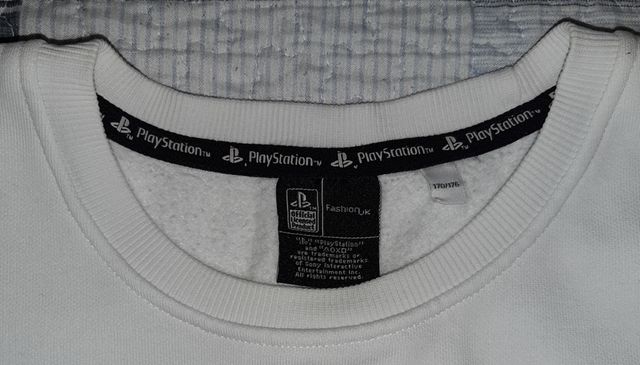 PlayStation™ PlayStation™ PlayStation™ PlayStation™
170/176
™
Official
Licensed
Product
Fashion UK
" ", "PlayStation"
and "△○✕□"
are trademarks or
registered trademarks
of Sony Interactive
Entertainment Inc.
All rights reserved.